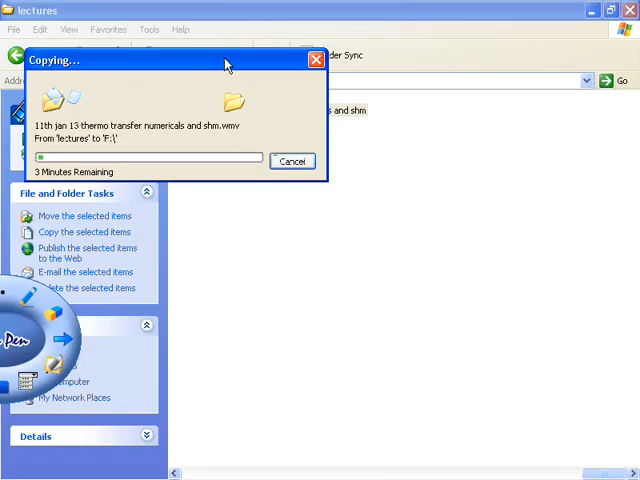 lectures
File Edit View Favorites Tools Help
Copying...
der Sync
Addre
Go
11th jan 13 thermo transfer numericals and shm.wmv
s and shm
From 'lectures' to 'F:\'
Cancel
3 Minutes Remaining
File and Folder Tasks
Move the selected items
Copy the selected items
Publish the selected items
to the Web
E-mail the selected items
lete the selected items
Pen
omputer
My Network Places
Details